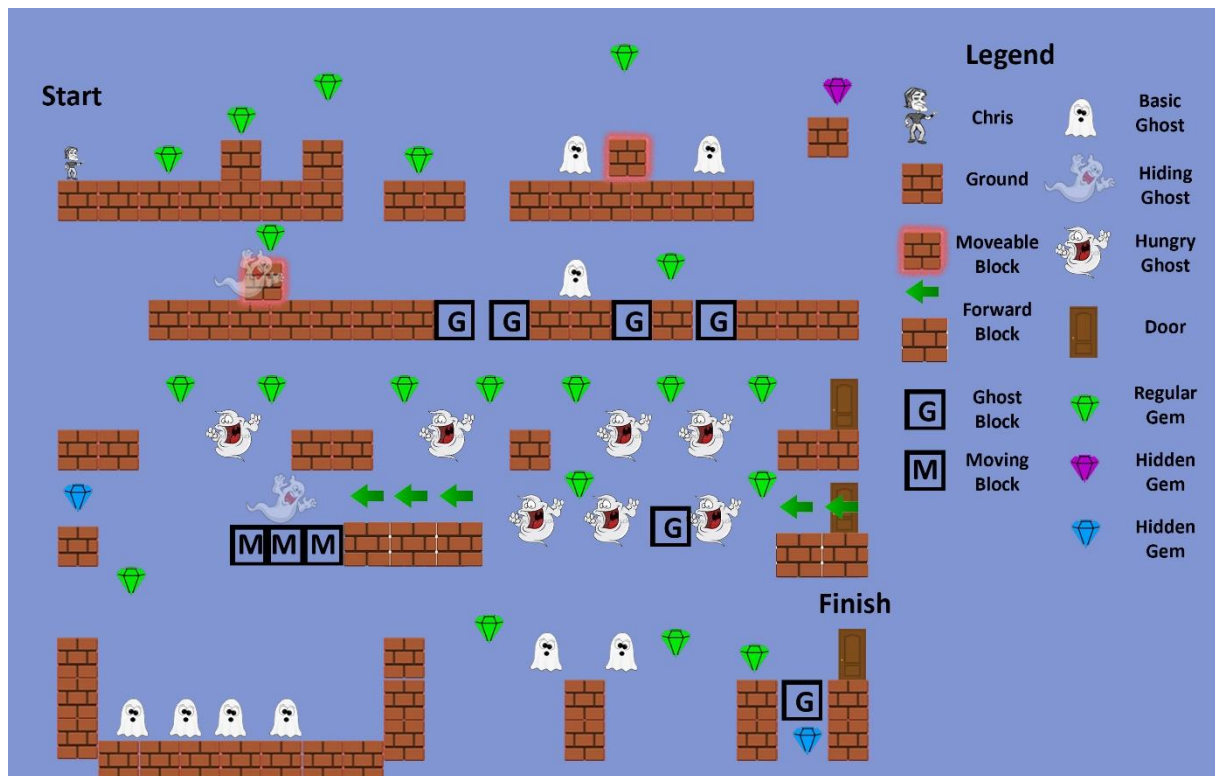 Start
Legend
Chris
Basic
Ghost
Ground
Hiding
Ghost
Moveable
Block
Hungry
Ghost
Forward
Block
Door
G
G
G
G
Ghost
Block
G
Regular
Gem
Moving
Block
M
Hidden
Gem
Hidden
Gem
M
M
M
G
Finish
G